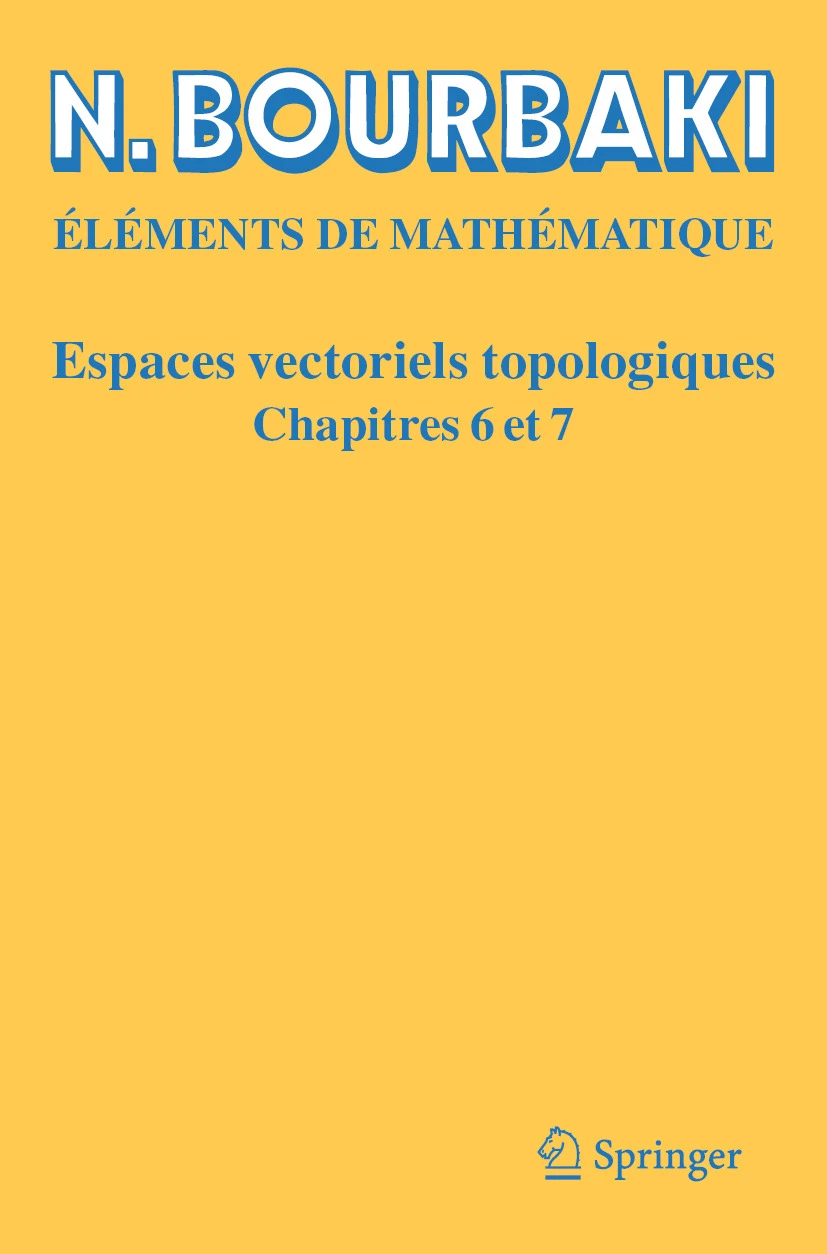 N. BOURBAKI
ÉLÉMENTS DE MATHÉMATIQUE
Espaces vectoriels topologiques
Chapitres 6 et 7
Springer